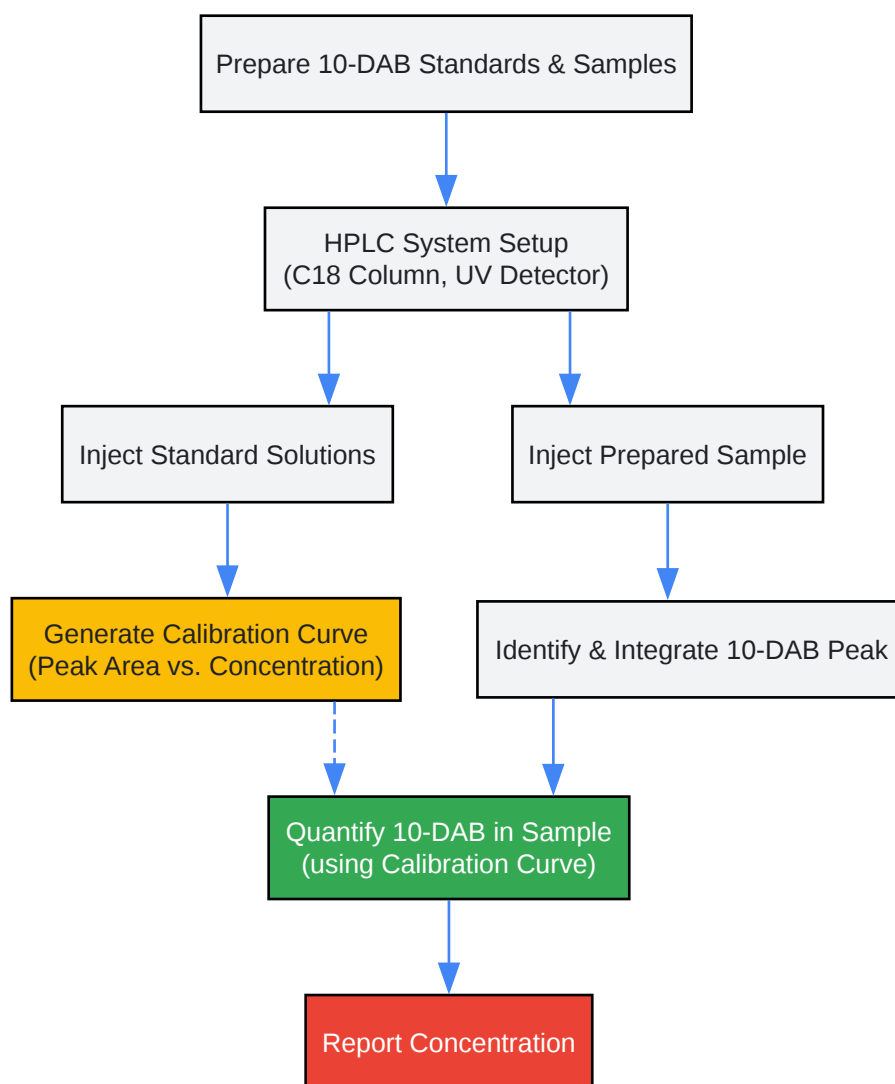 Prepare 10-DAB Standards & Samples
HPLC System Setup
(C18 Column, UV Detector)
Inject Standard Solutions
Inject Prepared Sample
Generate Calibration Curve
(Peak Area vs. Concentration)
Identify & Integrate 10-DAB Peak
Quantify 10-DAB in Sample
(using Calibration Curve)
Report Concentration